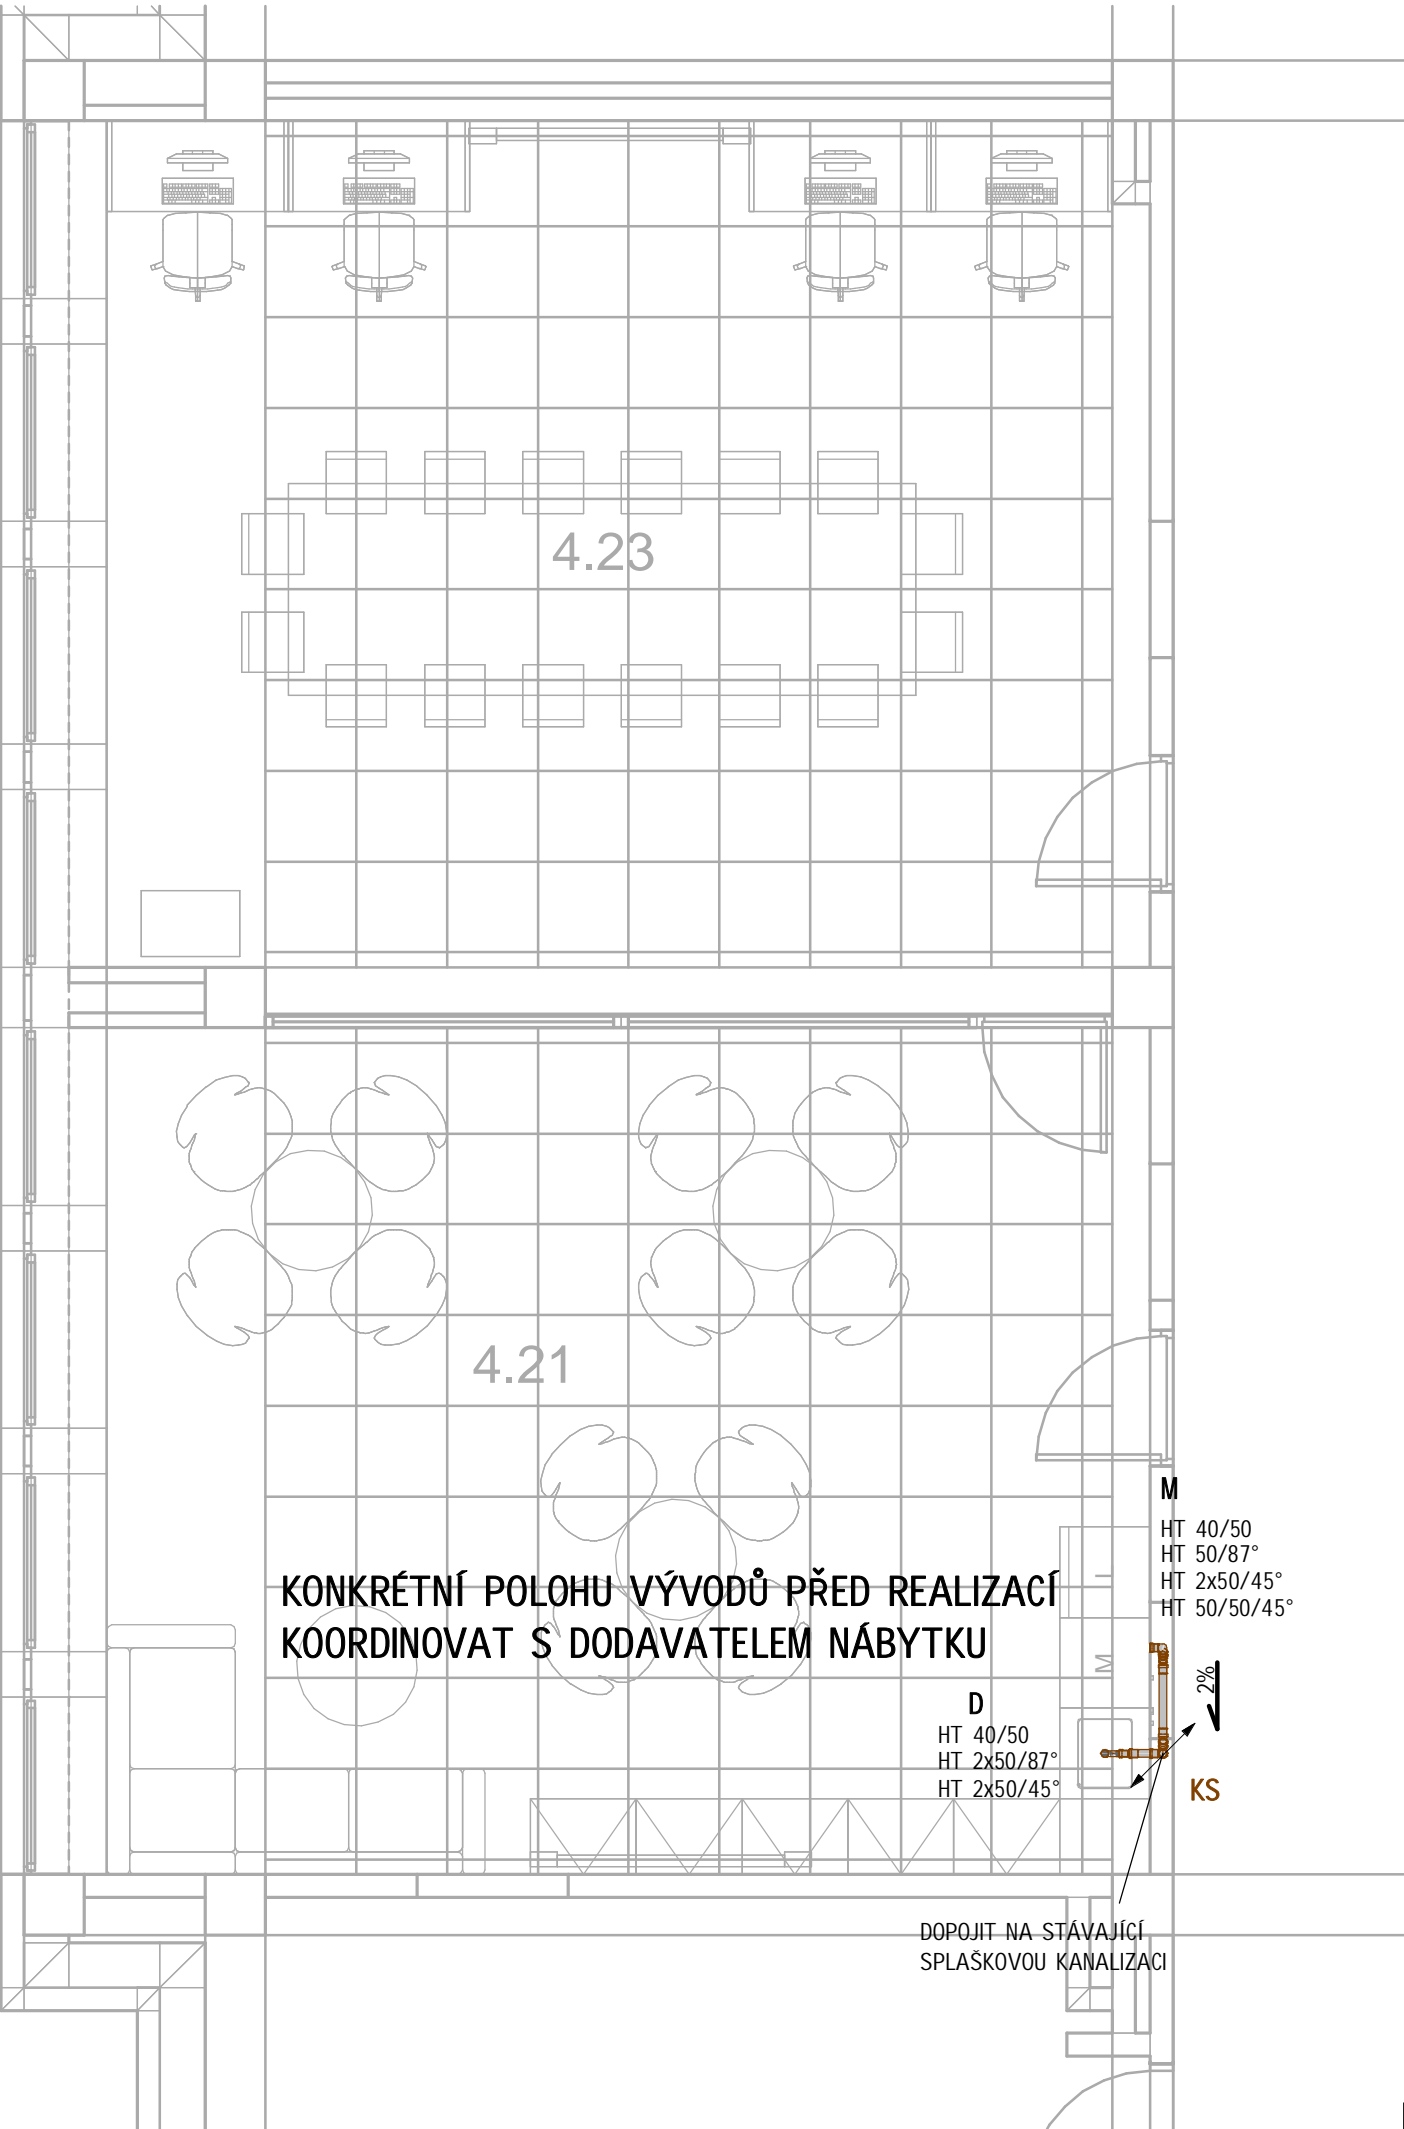 4.23
4.21
M
HT 40/50
HT 50/87°
HT 2x50/45°
HT 50/50/45°
KONKRÉTNÍ POLOHU VÝVODŮ PŘED REALIZACÍ
KOORDINOVAT S DODAVATELEM NÁBYTKU
L
M
2%
D
HT 40/50
HT 2x50/87°
HT 2x50/45°
KS
DOPOJIT NA STÁVAJÍCÍ
SPLAŠKOVOU KANALIZACI